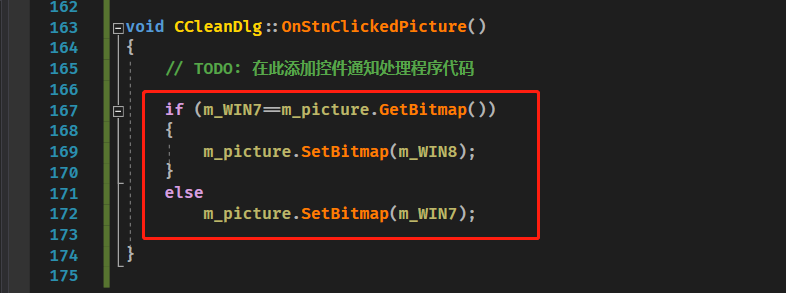 162
163 void CCleanDlg::OnStnClickedPicture()
164 {
165 // TODO: 在此添加控件通知处理程序代码
166
167 if (m_WIN7==m_picture.GetBitmap())
168 {
169 m_picture.SetBitmap(m_WIN8);
170 }
171 else
172 m_picture.SetBitmap(m_WIN7);
173
174 }
175